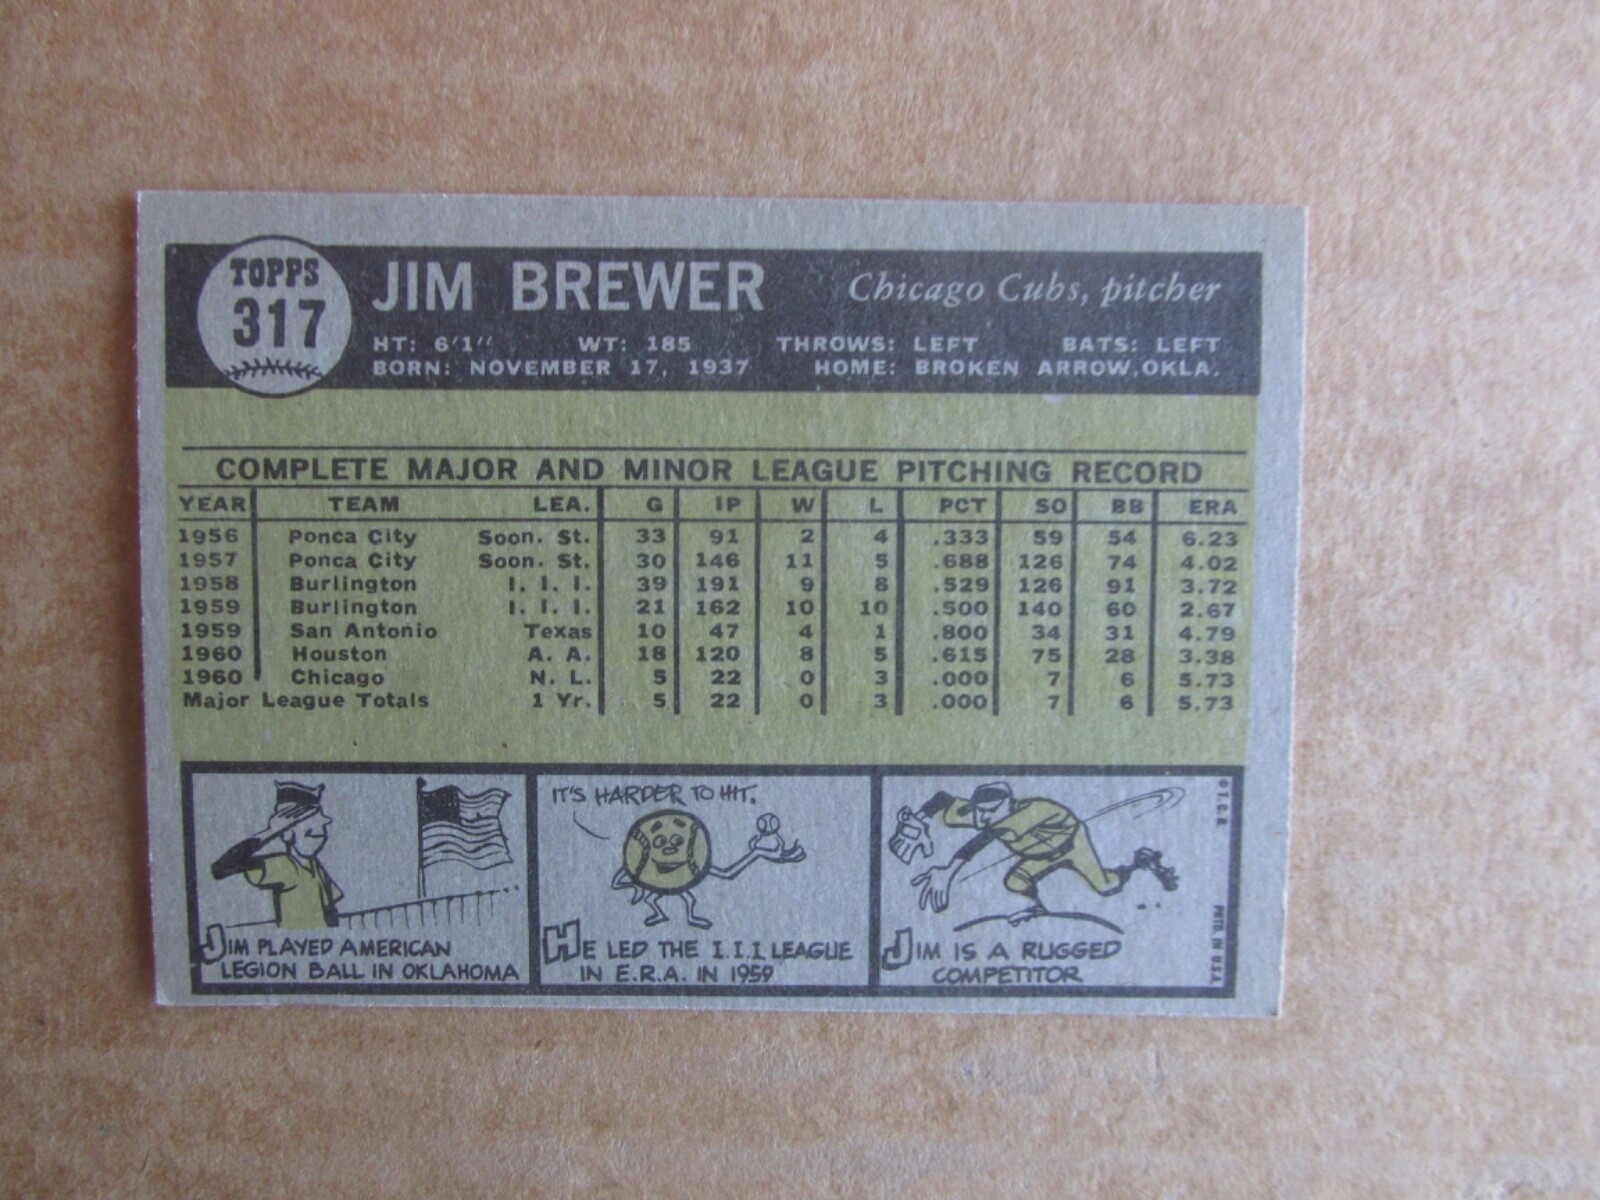 TOPPS
317
JIM BREWER Chicago Cubs, pitcher
HT: 6'1" WT: 185 THROWS: LEFT BATS: LEFT
BORN: NOVEMBER 17, 1937 HOME: BROKEN ARROW, OKLA.
COMPLETE MAJOR AND MINOR LEAGUE PITCHING RECORD
YEAR TEAM LEA. G IP W L PCT SO BB ERA
1956 Ponca City Soon. St. 33 91 2 4 .333 59 54 6.23
1957 Ponca City Soon. St. 30 146 11 5 .688 126 74 4.02
1958 Burlington I. I. I. 39 191 9 8 .529 126 91 3.72
1959 Burlington I. I. I. 21 162 10 10 .500 140 60 2.67
1959 San Antonio Texas 10 47 4 1 .800 34 31 4.79
1960 Houston A. A. 18 120 8 5 .615 75 28 3.38
1960 Chicago N. L. 5 22 0 3 .000 7 6 5.73
Major League Totals 1 Yr. 5 22 0 3 .000 7 6 5.73
JIM PLAYED AMERICAN
LEGION BALL IN OKLAHOMA
IT'S HARDER TO HIT.
HE LED THE I.I.I LEAGUE
IN E.R.A. IN 1959
JIM IS A RUGGED
COMPETITOR
© T. C. G. PRTD. IN U.S.A.